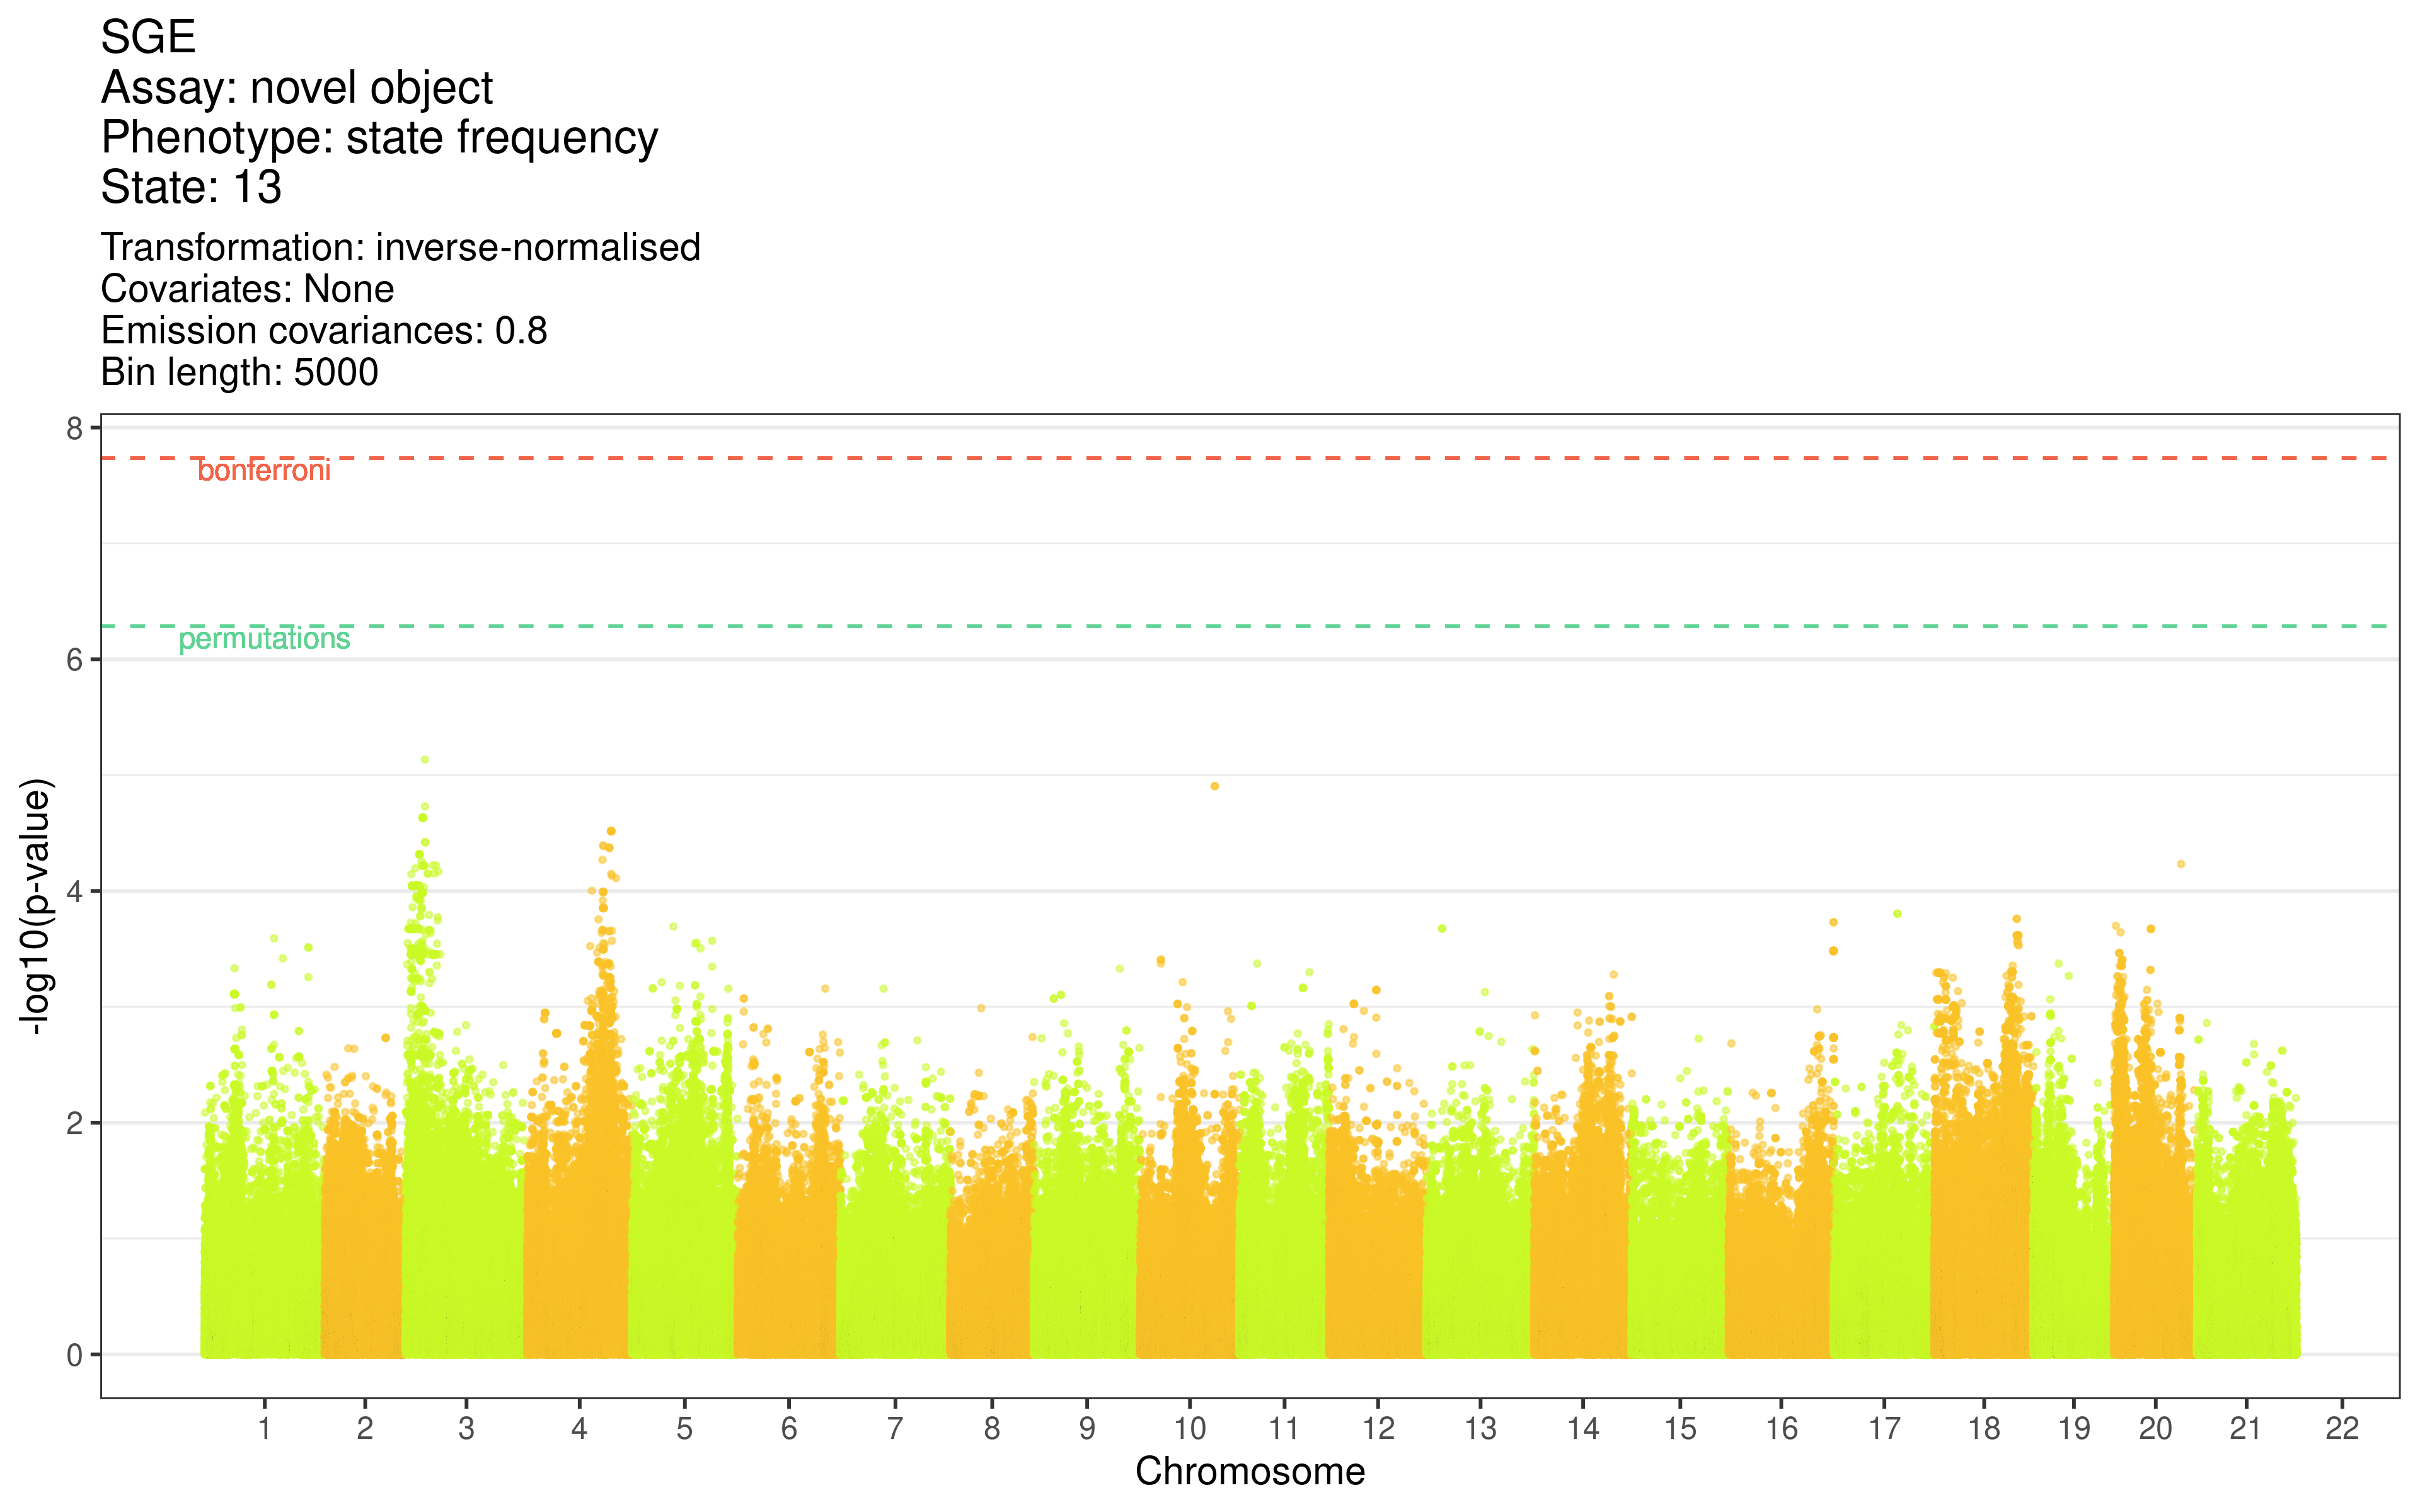 SGE
Assay: novel object
Phenotype: state frequency
State: 13
Transformation: inverse-normalised
Covariates: None
Emission covariances: 0.8
Bin length: 5000
8
bonferroni
permutations
6
4
2
0
-log10(p-value)
1 2 3 4 5 6 7 8 9 10 11 12 13 14 15 16 17 18 19 20 21 22
Chromosome